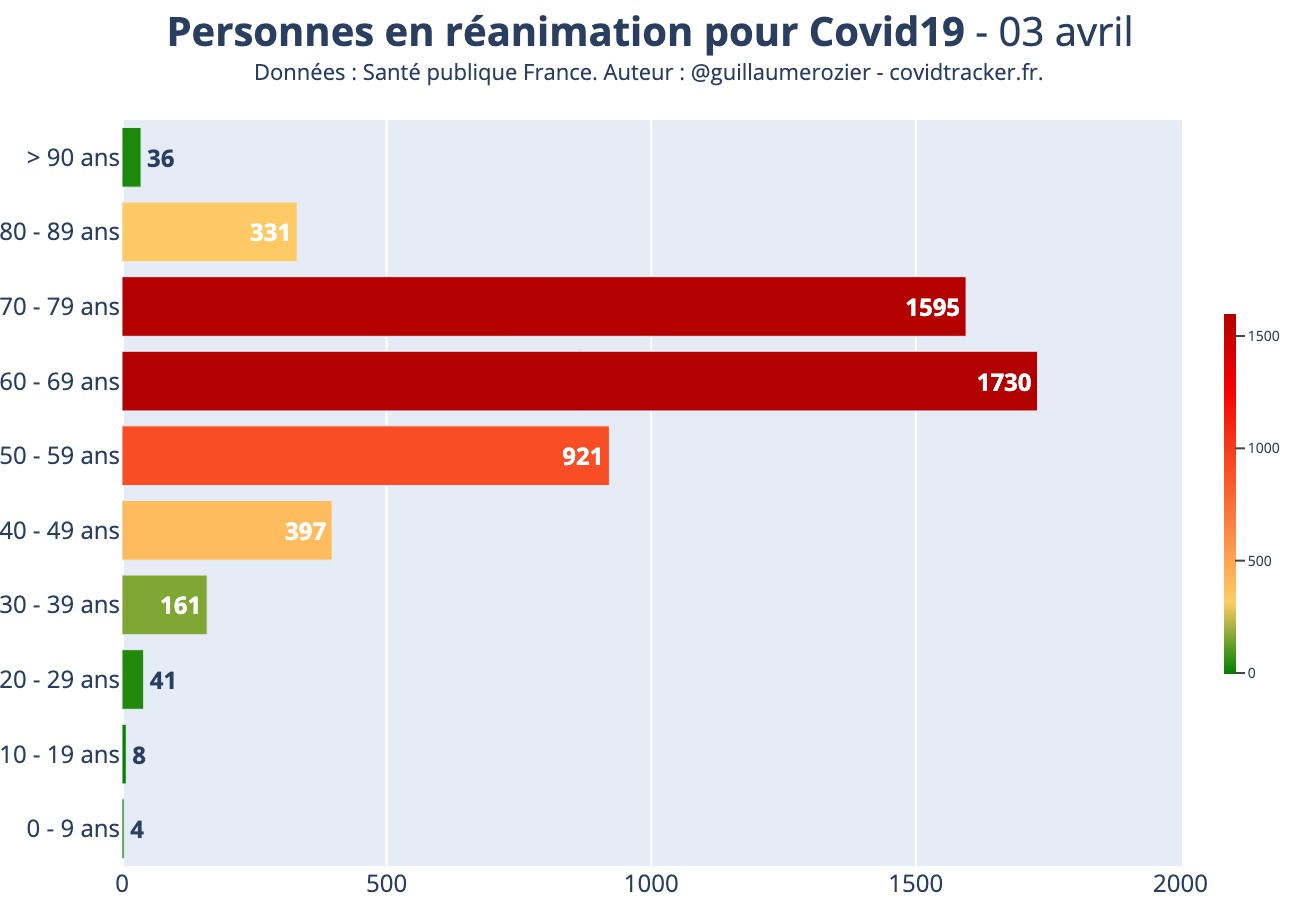 Personnes en réanimation pour Covid19 - 03 avril
Données : Santé publique France. Auteur : @guillaumerozier - covidtracker.fr.
> 90 ans 36
80 - 89 ans 331
70 - 79 ans 1595
60 - 69 ans 1730
50 - 59 ans 921
40 - 49 ans 397
30 - 39 ans 161
20 - 29 ans 41
10 - 19 ans 8
0 - 9 ans 4
0 500 1000 1500 2000
1500
1000
500
0